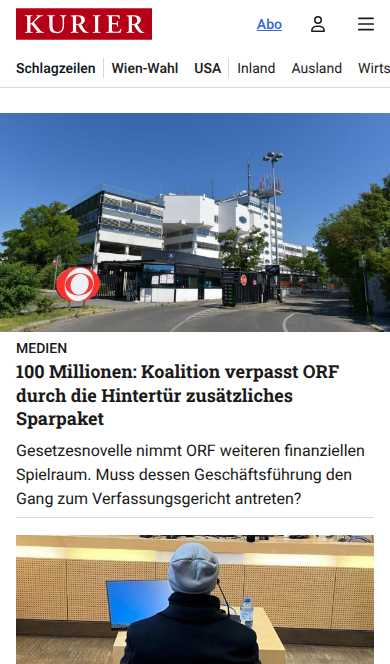 KURIER
Abo
Schlagzeilen Wien-Wahl USA Inland Ausland Wirts
MEDIEN
100 Millionen: Koalition verpasst ORF
durch die Hintertür zusätzliches
Sparpaket
Gesetzesnovelle nimmt ORF weiteren finanziellen
Spielraum. Muss dessen Geschäftsführung den
Gang zum Verfassungsgericht antreten?